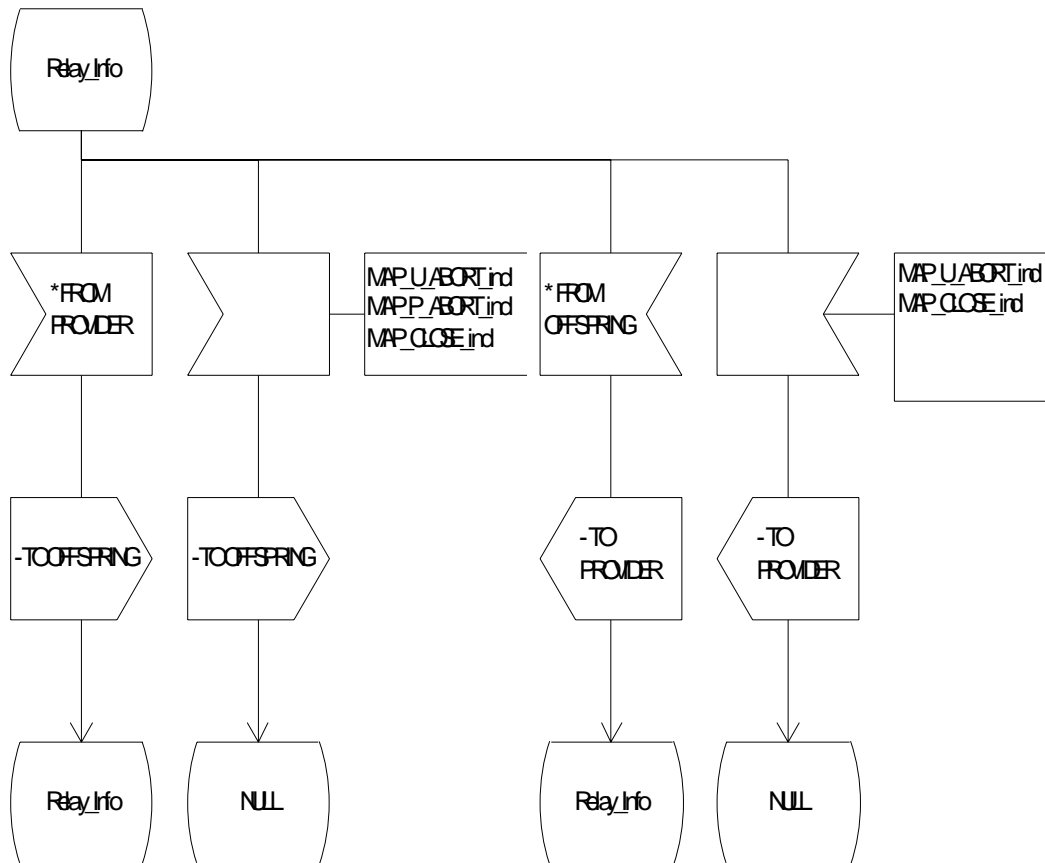 Relay_Info
*FROM
PROVIDER
MAP_U_ABORT_ind
MAP_P_ABORT_ind
MAP_CLOSE_ind
* FROM
OFFSPRING
MAP_U_ABORT_ind
MAP_CLOSE_ind
-TO OFFSPRING
-TO OFFSPRING
-TO
PROVIDER
-TO
PROVIDER
Relay_Info
NULL
Relay_Info
NULL